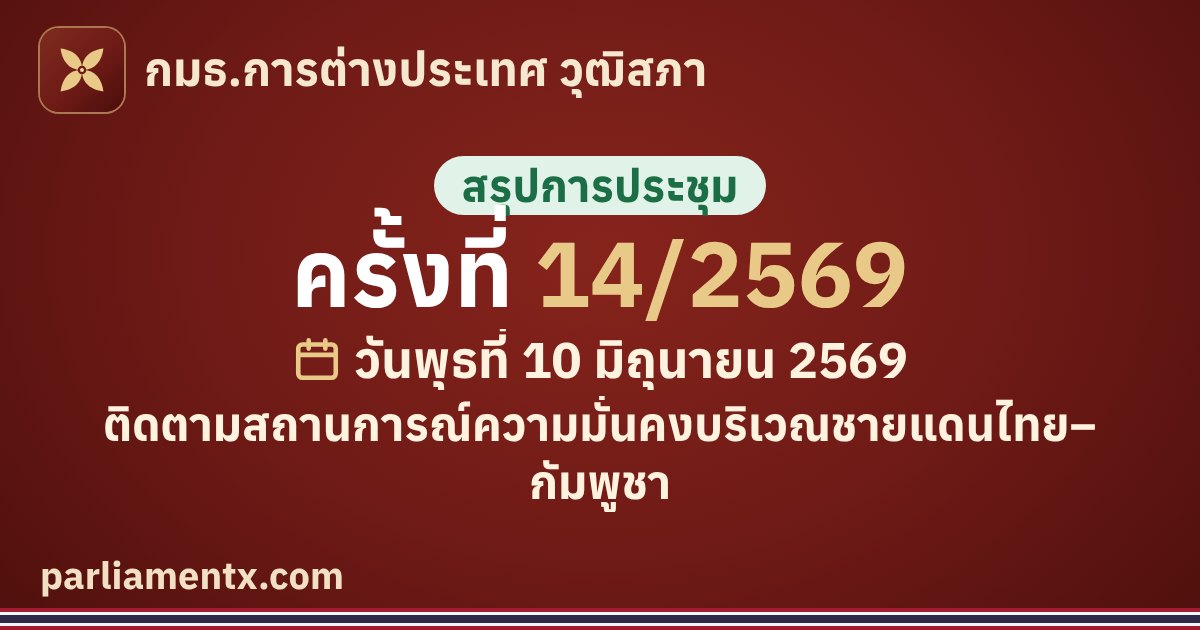 กมธ.การต่างประเทศ วุฒิสภา
สรุปการประชุม
ครั้งที่ 14/2569
วันพุธที่ 10 มิถุนายน 2569
ติดตามสถานการณ์ความมั่นคงบริเวณชายแดนไทย–
กัมพูชา
parliamentx.com